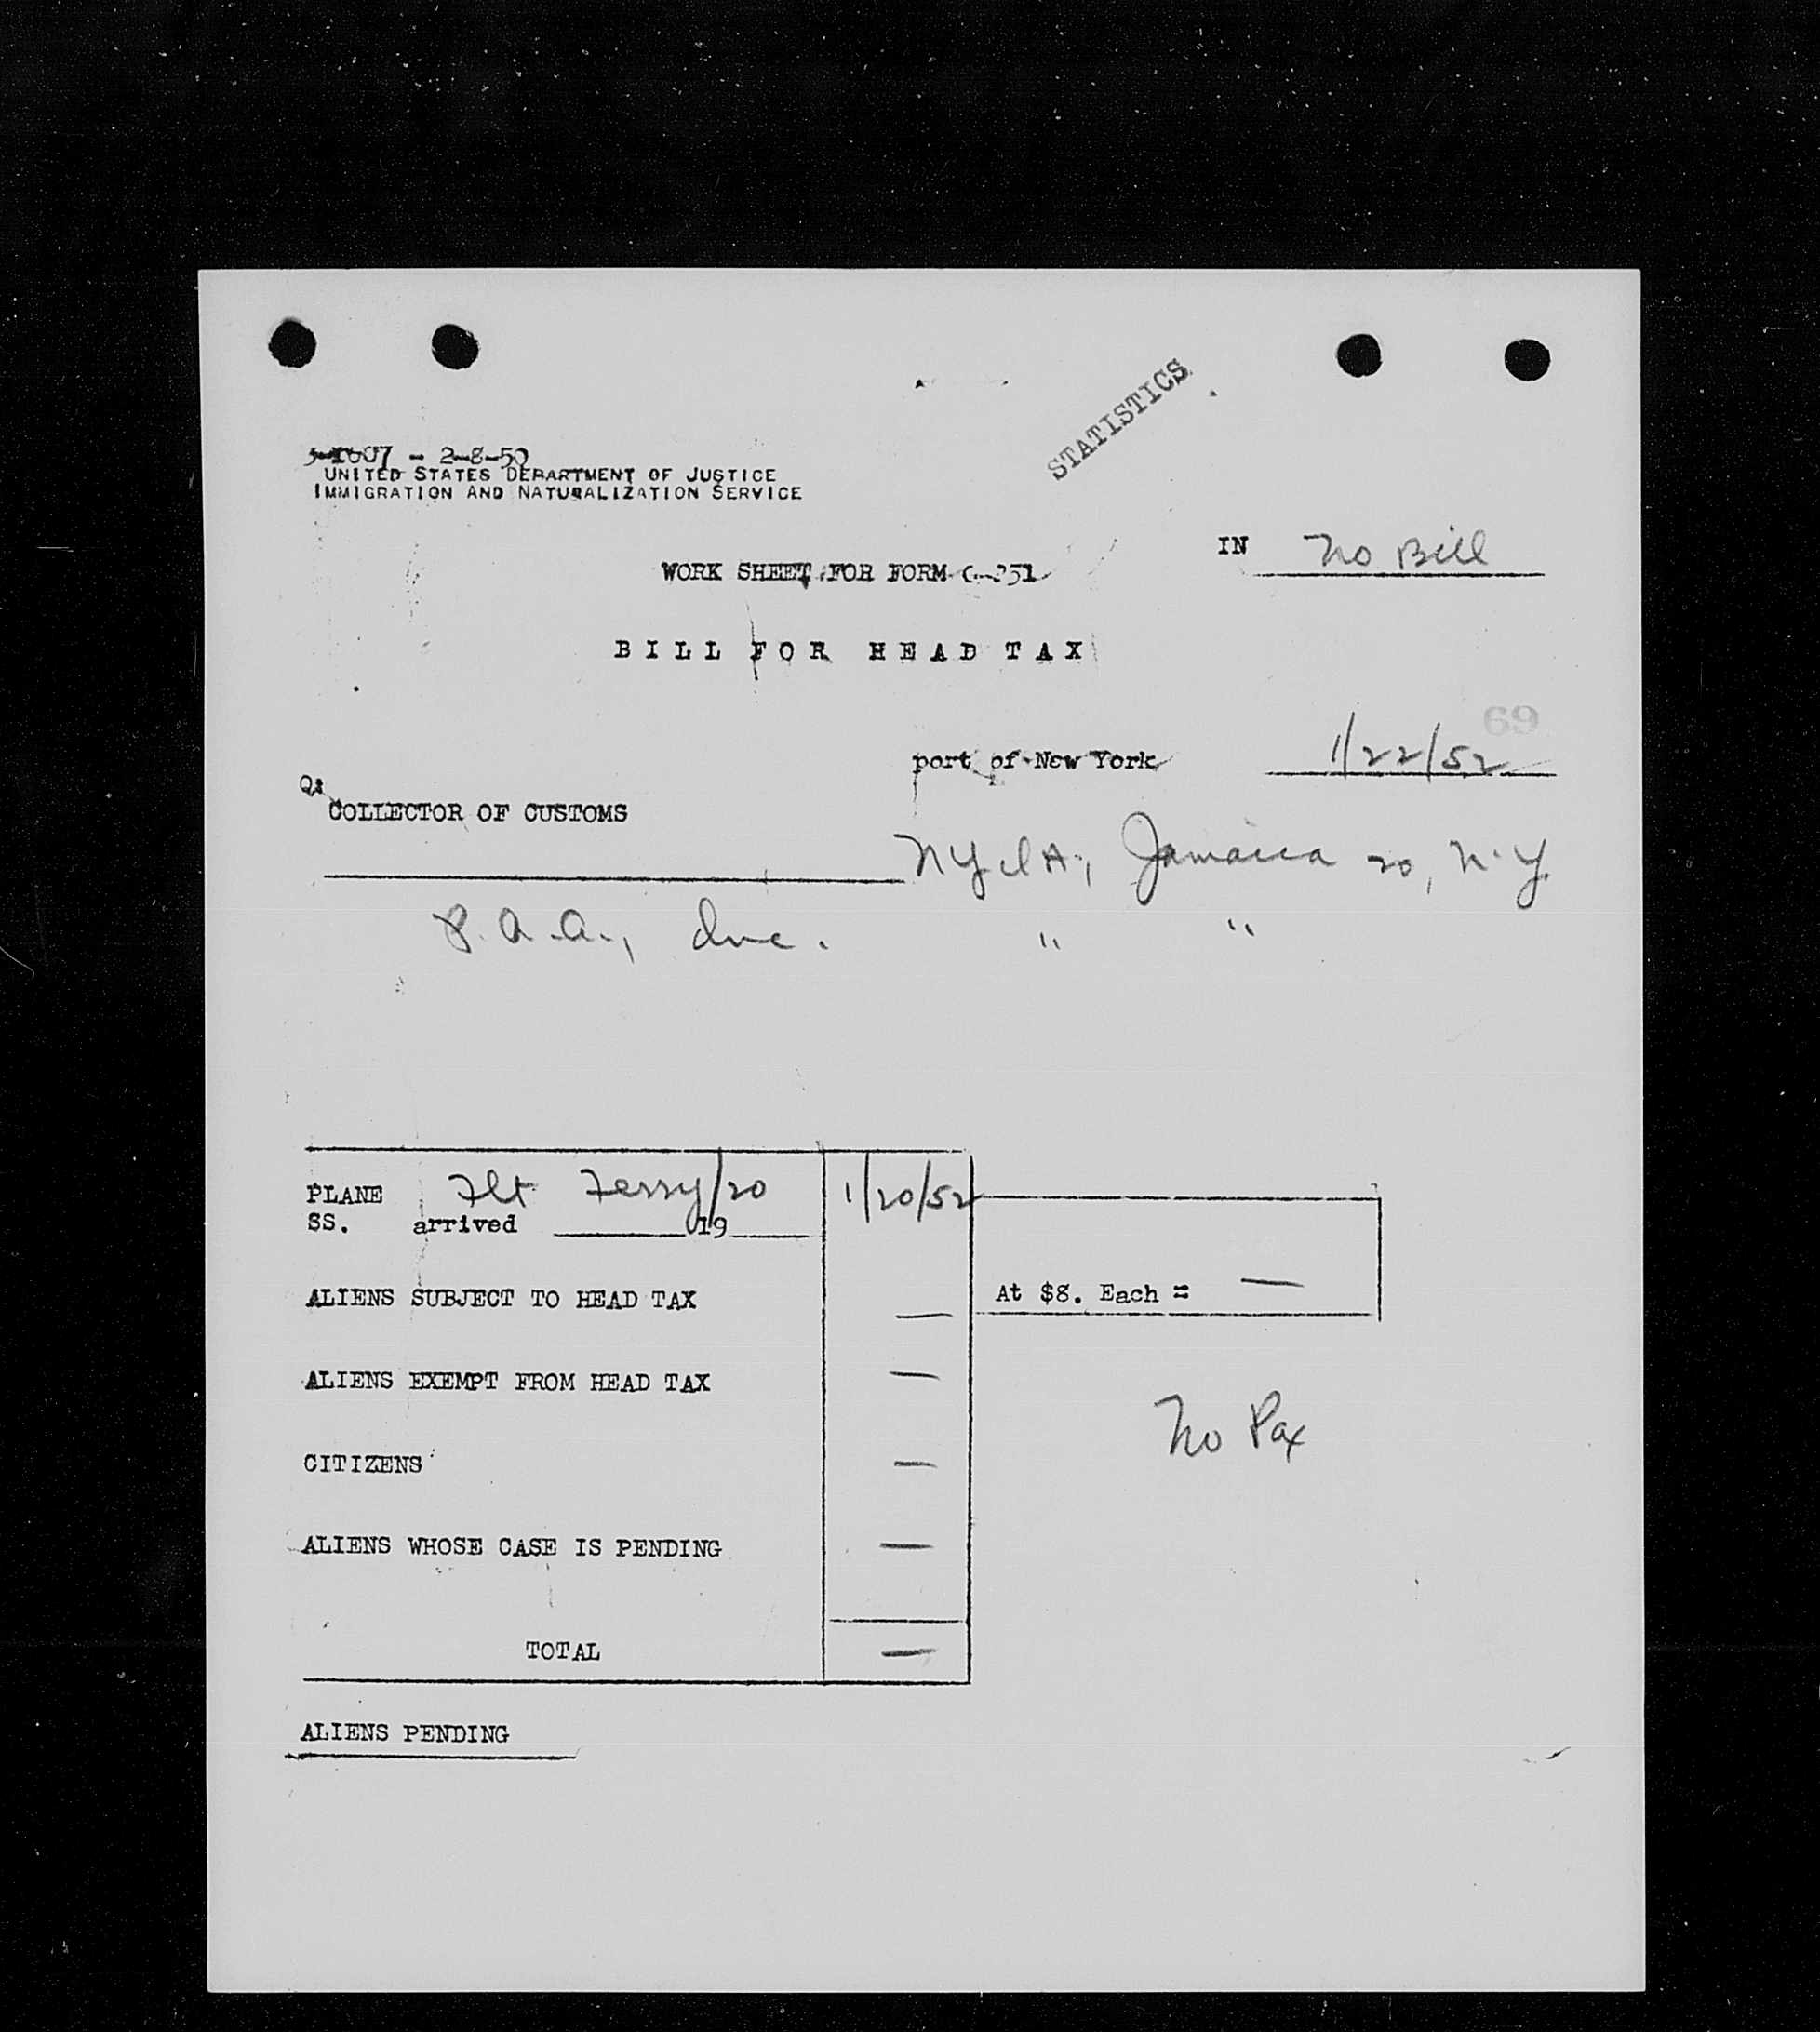 STATISTICS
- 2-8-50
UNITED STATES DEPARTMENT OF JUSTICE
IMMIGRATION AND NATURALIZATION SERVICE
IN No Bill
WORK SHEET FOR FORM
BILL FOR HEAD TAX
69
port of New York 1/22/52
COLLECTOR OF CUSTOMS
NYIA, Jamaica 20, N.Y.
P.A.A., Inc. " "
PLANE Flt Ferry/20 1/20/52
SS. arrived 19
ALIENS SUBJECT TO HEAD TAX — At $8. Each = —
ALIENS EXEMPT FROM HEAD TAX —
No Pax
CITIZENS —
ALIENS WHOSE CASE IS PENDING —
TOTAL —
ALIENS PENDING